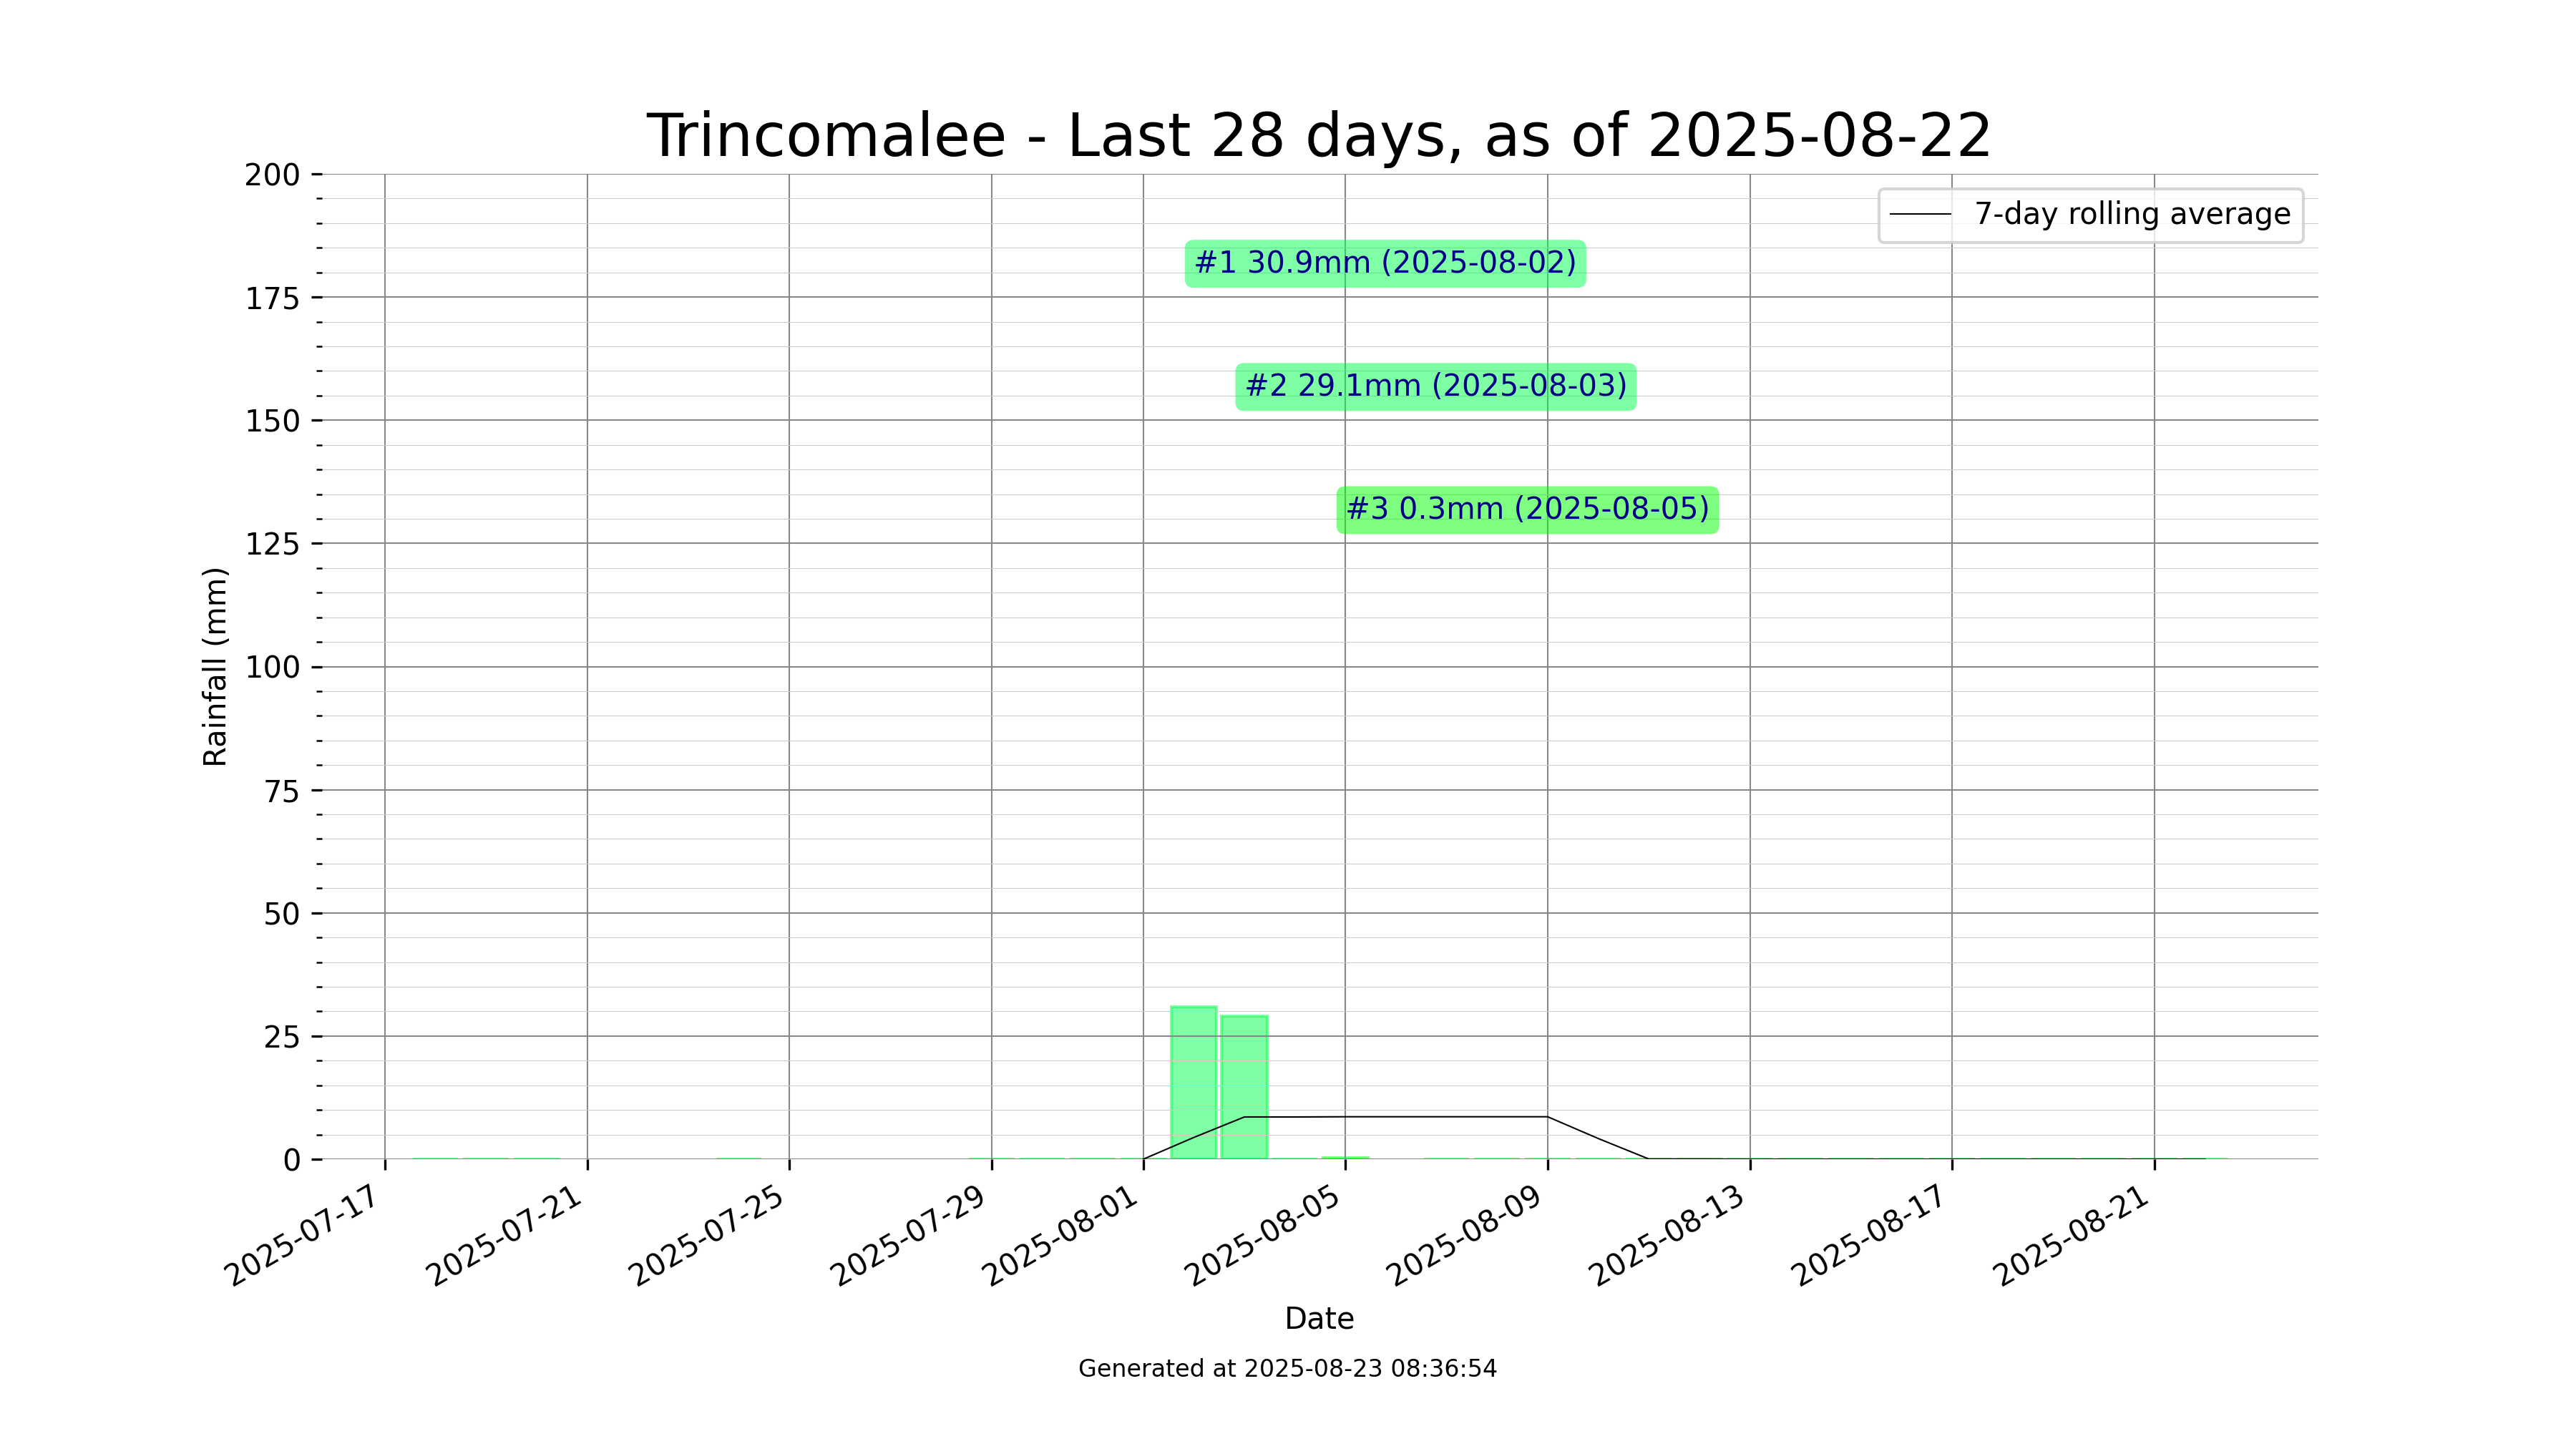 Trincomalee - Last 28 days, as of 2025-08-22
7-day rolling average
#1 30.9mm (2025-08-02)
#2 29.1mm (2025-08-03)
#3 0.3mm (2025-08-05)
Rainfall (mm)
200
175
150
125
100
75
50
25
0
2025-07-17
2025-07-21
2025-07-25
2025-07-29
2025-08-01
2025-08-05
2025-08-09
2025-08-13
2025-08-17
2025-08-21
Date
Generated at 2025-08-23 08:36:54